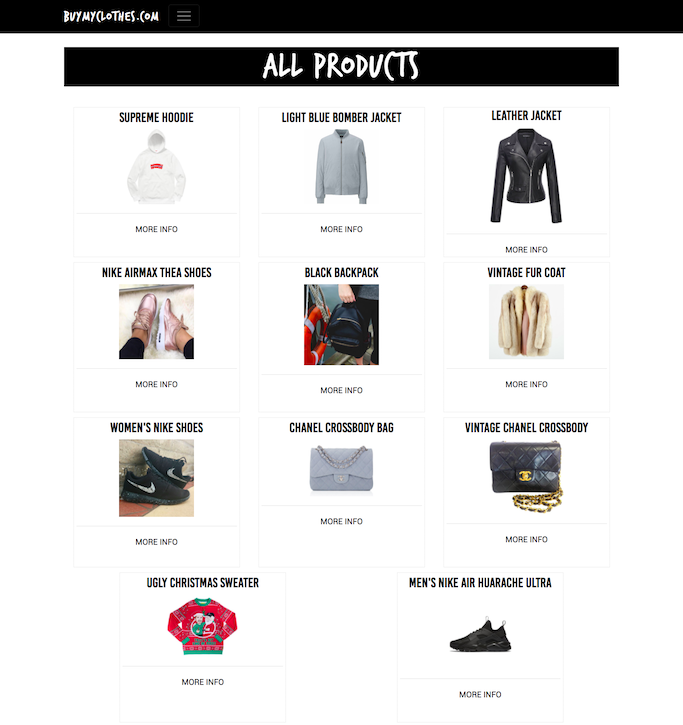 BUYMYCLOTHES.COM
ALL PRODUCTS
SUPREME HOODIE
LIGHT BLUE BOMBER JACKET
LEATHER JACKET
MORE INFO
MORE INFO
MORE INFO
NIKE AIRMAX THEA SHOES
BLACK BACKPACK
VINTAGE FUR COAT
MORE INFO
MORE INFO
MORE INFO
WOMEN'S NIKE SHOES
CHANEL CROSSBODY BAG
VINTAGE CHANEL CROSSBODY
MORE INFO
MORE INFO
MORE INFO
UGLY CHRISTMAS SWEATER
MEN'S NIKE AIR HUARACHE ULTRA
MORE INFO
MORE INFO